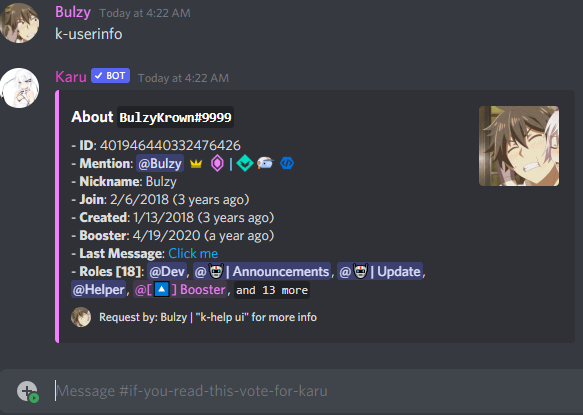 Bulzy Today at 4:22 AM
k-userinfo
Karu ✓ BOT Today at 4:22 AM
About BulzyKrown#9999
- ID: 401946440332476426
- Mention: @Bulzy |
- Nickname: Bulzy
- Join: 2/6/2018 (3 years ago)
- Created: 1/13/2018 (3 years ago)
- Booster: 4/19/2020 (a year ago)
- Last Message: Click me
- Roles [18]: @Dev, @ | Announcements, @ | Update,
@Helper, @[🔼] Booster, and 13 more
Request by: Bulzy | "k-help ui" for more info
Message #if-you-read-this-vote-for-karu